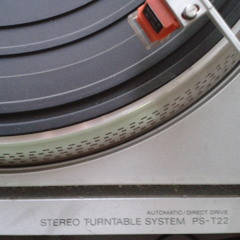 AUTOMATIC/DIRECT DRIVE
STEREO TURNTABLE SYSTEM PS-T22